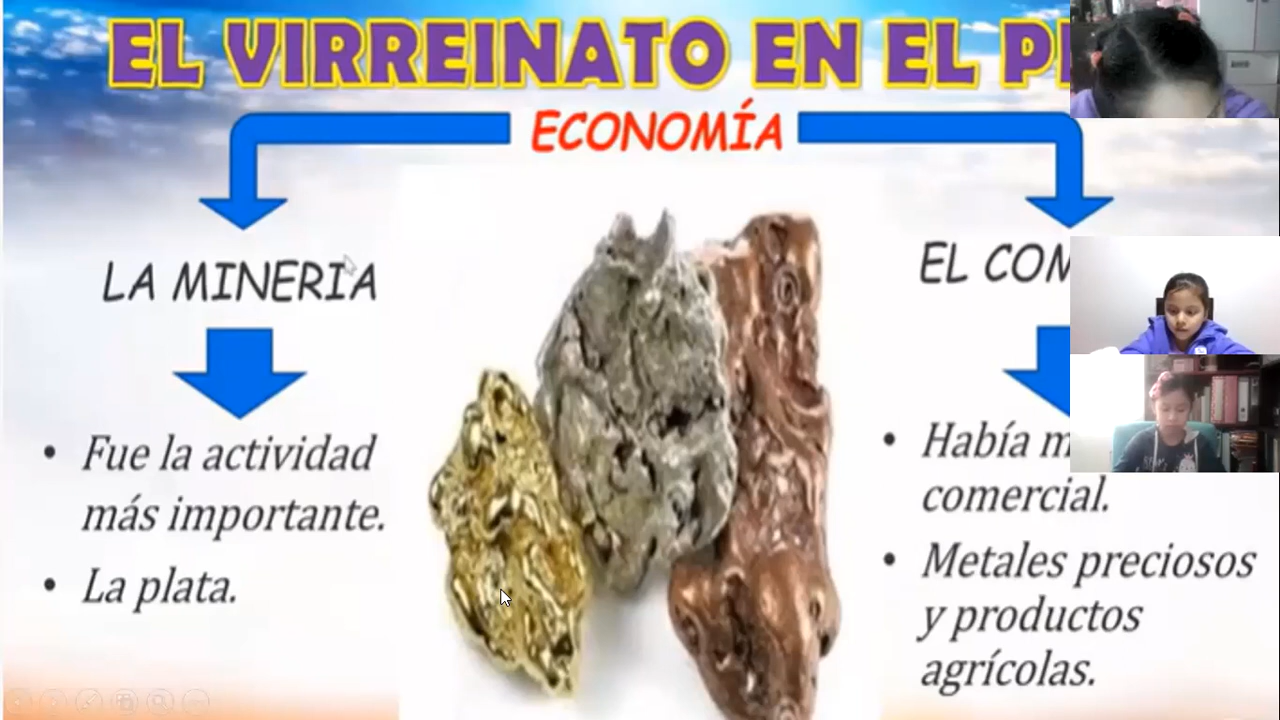 EL VIRREINATO EN EL
ECONOMÍA
LA MINERIA
Fue la actividad
más importante.
La plata.
EL
Había
comercial.
Metales preciosos
y productos
agrícolas.